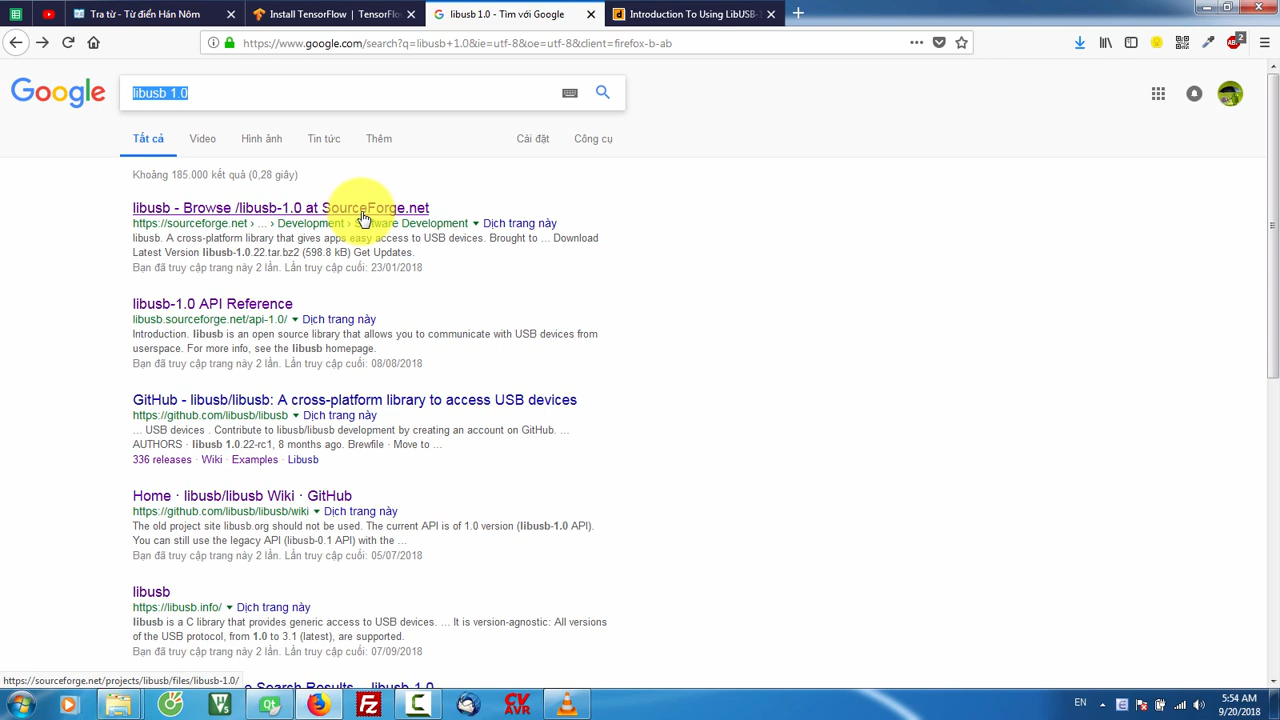 Tra từ - Từ điển Hán Nôm
Install TensorFlow | TensorFlo
libusb 1.0 - Tìm với Google
Introduction To Using LibUSB-
https://www.google.com/search?q=libusb+1.0&ie=utf-8&oe=utf-8&client=firefox-b-ab
2
Google
libusb 1.0
Tất cả
Video
Hình ảnh
Tin tức
Thêm
Cài đặt
Công cụ
Khoảng 185.000 kết quả (0,28 giây)
libusb - Browse /libusb-1.0 at SourceForge.net
https://sourceforge.net › ... › Development › Software Development Dịch trang này
libusb. A cross-platform library that gives apps easy access to USB devices. Brought to ... Download
Latest Version libusb-1.0.22.tar.bz2 (598.8 kB) Get Updates.
Bạn đã truy cập trang này 2 lần. Lần truy cập cuối: 23/01/2018
libusb-1.0 API Reference
libusb.sourceforge.net/api-1.0/ Dịch trang này
Introduction. libusb is an open source library that allows you to communicate with USB devices from
userspace. For more info, see the libusb homepage.
Bạn đã truy cập trang này 2 lần. Lần truy cập cuối: 08/08/2018
GitHub - libusb/libusb: A cross-platform library to access USB devices
https://github.com/libusb/libusb Dịch trang này
... USB devices . Contribute to libusb/libusb development by creating an account on GitHub. ...
AUTHORS · libusb 1.0.22-rc1, 8 months ago. Brewfile · Move to ...
336 releases · Wiki · Examples · Libusb
Home · libusb/libusb Wiki · GitHub
https://github.com/libusb/libusb/wiki Dịch trang này
The old project site libusb.org should not be used. The current API is of 1.0 version (libusb-1.0 API).
You can still use the legacy API (libusb-0.1 API) with the ...
Bạn đã truy cập trang này 2 lần. Lần truy cập cuối: 05/07/2018
libusb
https://libusb.info/ Dịch trang này
libusb is a C library that provides generic access to USB devices. ... It is version-agnostic: All versions
of the USB protocol, from 1.0 to 3.1 (latest), are supported.
Bạn đã truy cập trang này 2 lần. Lần truy cập cuối: 07/09/2018
https://sourceforge.net/projects/libusb/files/libusb-1.0/
e Search Results - libusb-1.0
CV
AVR
EN
5:54 AM
9/20/2018